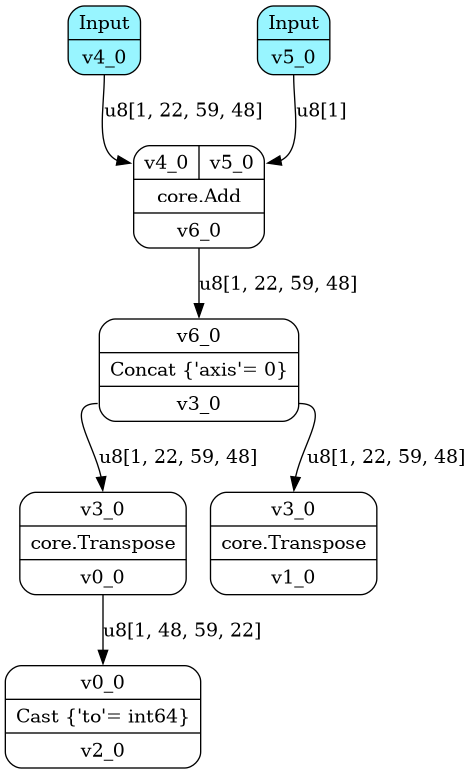 Input
v4_0
Input
v5_0
u8[1, 22, 59, 48]
u8[1]
v4_0 v5_0
core.Add
v6_0
u8[1, 22, 59, 48]
v6_0
Concat {'axis'= 0}
v3_0
u8[1, 22, 59, 48]
u8[1, 22, 59, 48]
v3_0
core.Transpose
v0_0
v3_0
core.Transpose
v1_0
u8[1, 48, 59, 22]
v0_0
Cast {'to'= int64}
v2_0